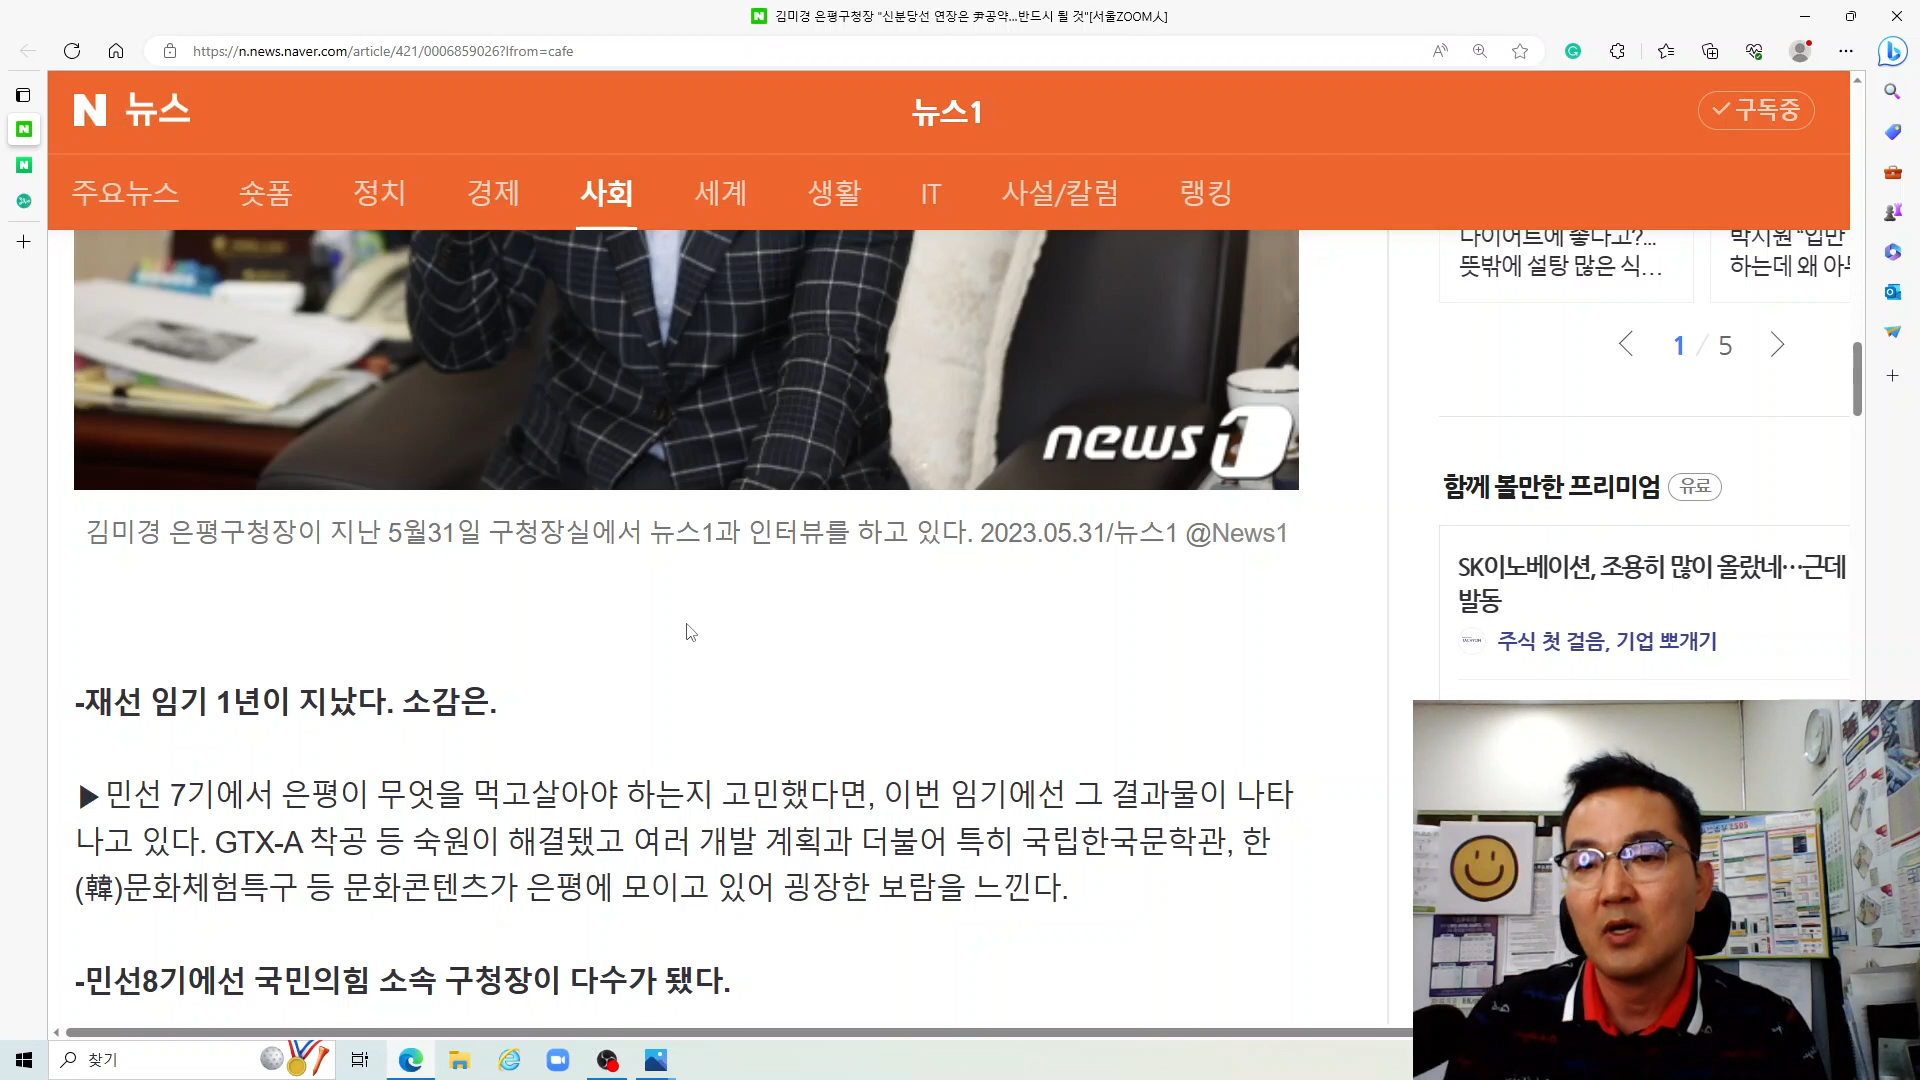 김미경 은평구청장 "신분당선 연장은 尹공약...반드시 될 것"[서울ZOOM人]
https://n.news.naver.com/article/421/0006859026?lfrom=cafe
N 뉴스
뉴스1
구독중
주요뉴스 숏폼 정치 경제 사회 세계 생활 IT 사설/칼럼 랭킹
다이어트에 좋다고?...
뜻밖에 설탕 많은 식...
박지원 "입만
하는데 왜
1 / 5
news1
함께 볼만한 프리미엄 유료
김미경 은평구청장이 지난 5월31일 구청장실에서 뉴스1과 인터뷰를 하고 있다. 2023.05.31/뉴스1 @News1
SK이노베이션, 조용히 많이 올랐네…근데
발동
주식 첫 걸음, 기업 뽀개기
-재선 임기 1년이 지났다. 소감은.
▶민선 7기에서 은평이 무엇을 먹고살아야 하는지 고민했다면, 이번 임기에선 그 결과물이 나타
나고 있다. GTX-A 착공 등 숙원이 해결됐고 여러 개발 계획과 더불어 특히 국립한국문학관, 한
(韓)문화체험특구 등 문화콘텐츠가 은평에 모이고 있어 굉장한 보람을 느낀다.
-민선8기에선 국민의힘 소속 구청장이 다수가 됐다.
찾기